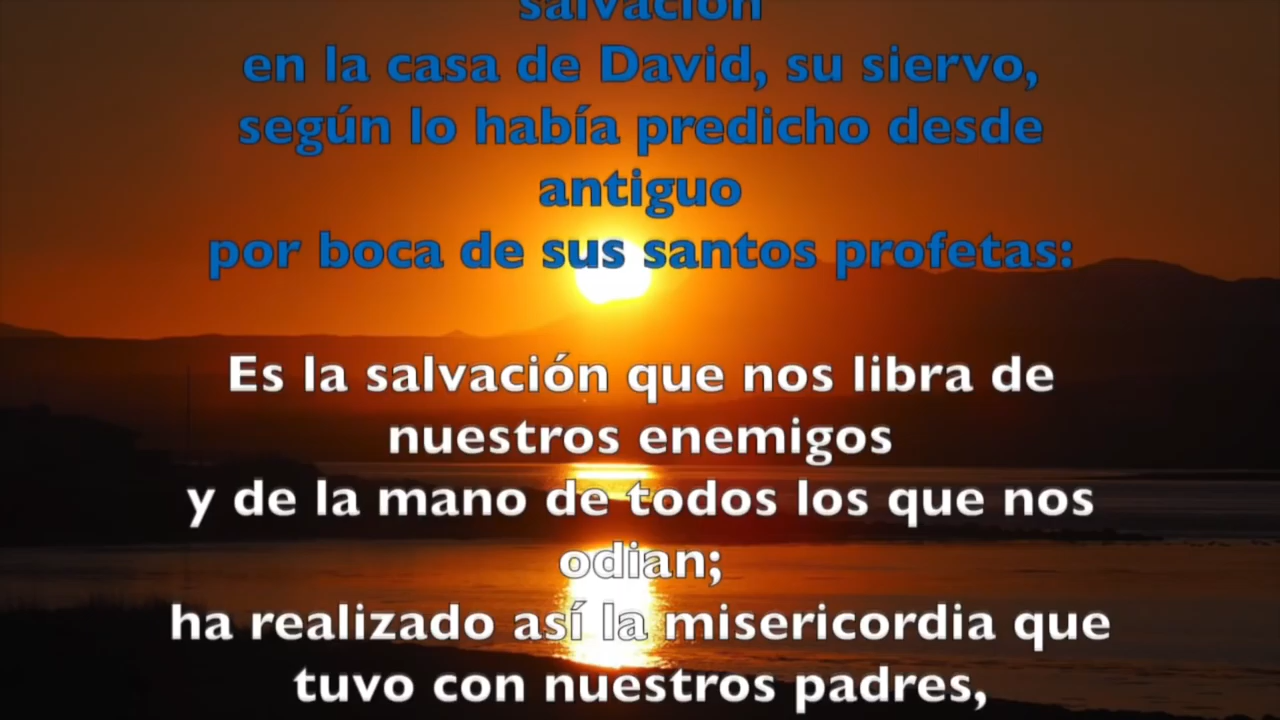 salvación
en la casa de David, su siervo,
según lo había predicho desde
antiguo
por boca de sus santos profetas:
Es la salvación que nos libra de
nuestros enemigos
y de la mano de todos los que nos
odian;
ha realizado así la misericordia que
tuvo con nuestros padres,